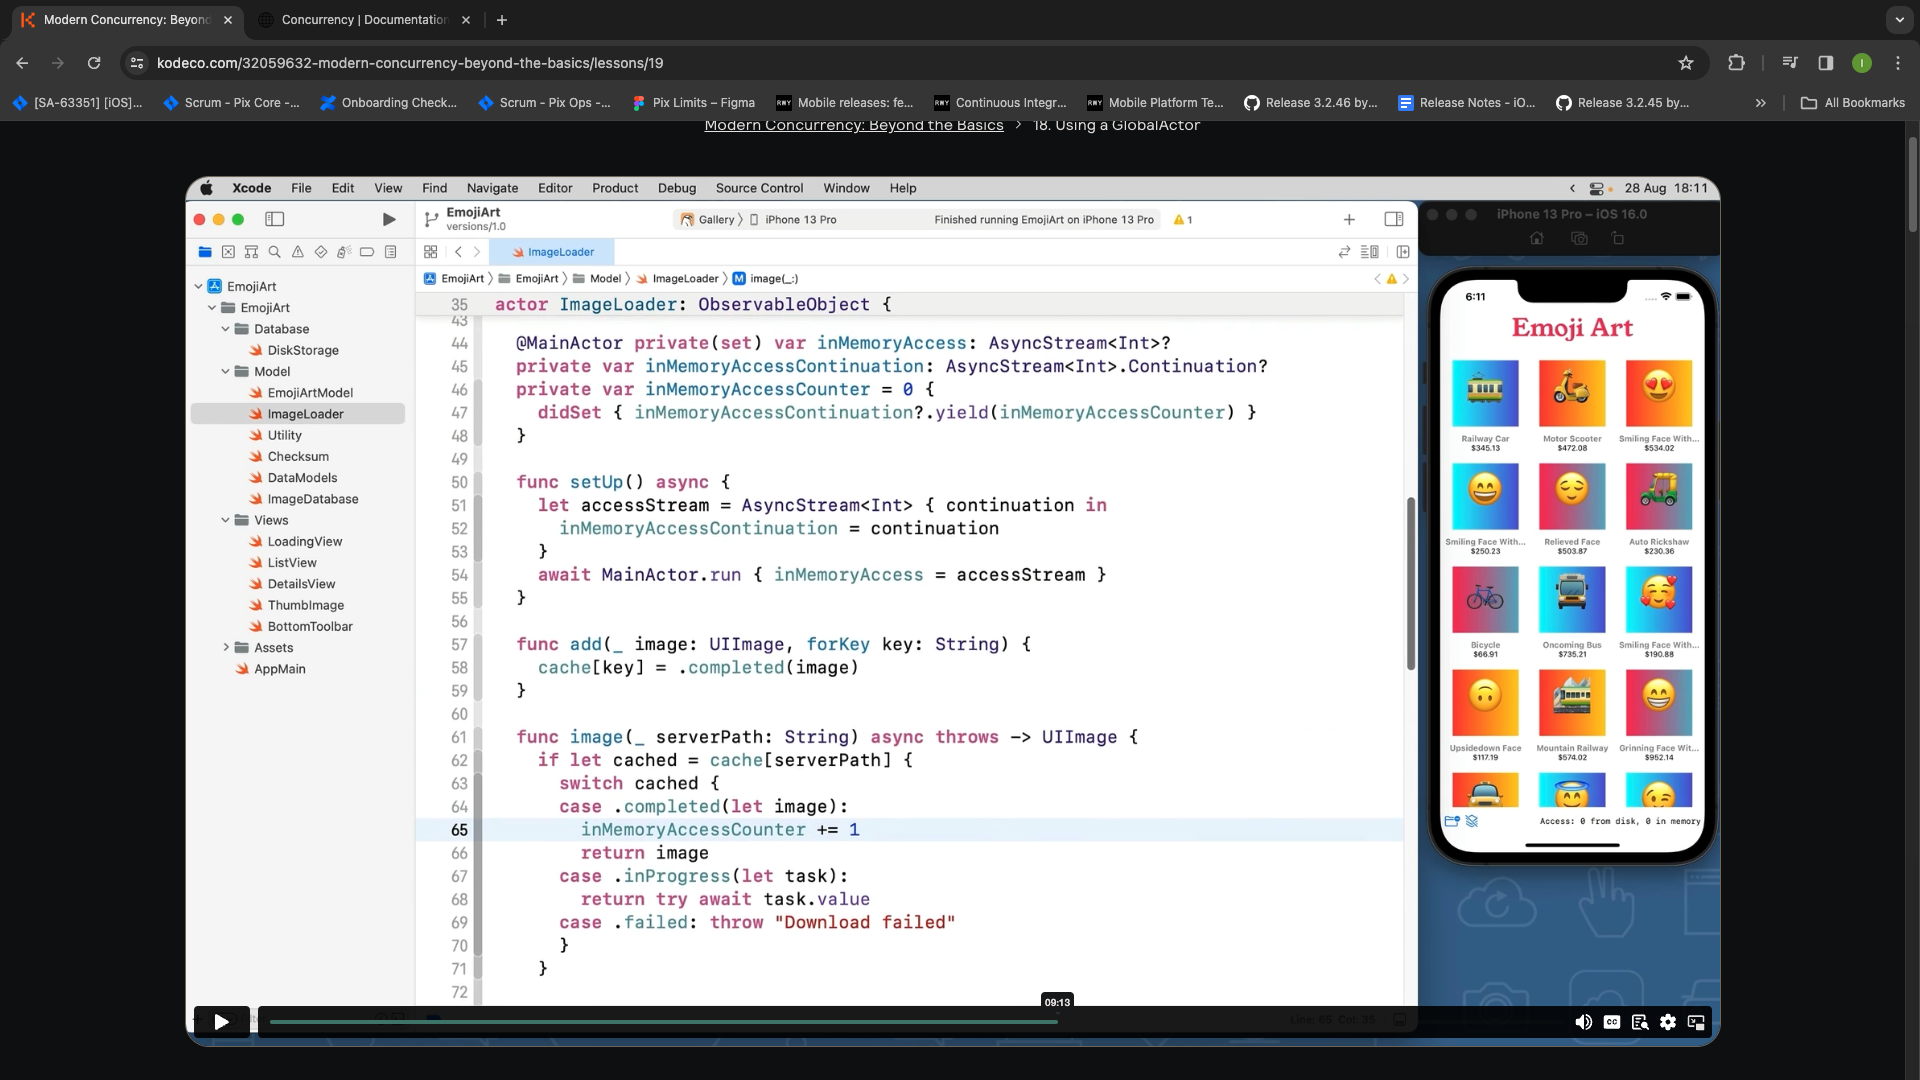 Modern Concurrency: Beyond
Concurrency | Documentation
kodeco.com/32059632-modern-concurrency-beyond-the-basics/lessons/19
[SA-63351] [iOS]...
Scrum - Pix Core -...
Onboarding Check...
Scrum - Pix Ops -...
Pix Limits – Figma
Mobile releases: fe...
Continuous Integr...
Mobile Platform Te...
Release 3.2.46 by...
Release Notes - iO...
Release 3.2.45 by...
All Bookmarks
Modern Concurrency: Beyond the Basics > 18. Using a GlobalActor
Xcode File Edit View Find Navigate Editor Product Debug Source Control Window Help
28 Aug 18:11
EmojiArt
versions/1.0
Gallery
iPhone 13 Pro
Finished running EmojiArt on iPhone 13 Pro
1
ImageLoader
EmojiArt
EmojiArt
Model
ImageLoader
M image(_:)
EmojiArt
EmojiArt
Database
DiskStorage
Model
EmojiArtModel
ImageLoader
Utility
Checksum
DataModels
ImageDatabase
Views
LoadingView
ListView
DetailsView
ThumbImage
BottomToolbar
Assets
AppMain
35 actor ImageLoader: ObservableObject {
43
44 @MainActor private(set) var inMemoryAccess: AsyncStream<Int>?
45 private var inMemoryAccessContinuation: AsyncStream<Int>.Continuation?
46 private var inMemoryAccessCounter = 0 {
47 didSet { inMemoryAccessContinuation?.yield(inMemoryAccessCounter) }
48 }
49
50 func setUp() async {
51 let accessStream = AsyncStream<Int> { continuation in
52 inMemoryAccessContinuation = continuation
53 }
54 await MainActor.run { inMemoryAccess = accessStream }
55 }
56
57 func add(_ image: UIImage, forKey key: String) {
58 cache[key] = .completed(image)
59 }
60
61 func image(_ serverPath: String) async throws -> UIImage {
62 if let cached = cache[serverPath] {
63 switch cached {
64 case .completed(let image):
65 inMemoryAccessCounter += 1
66 return image
67 case .inProgress(let task):
68 return try await task.value
69 case .failed: throw "Download failed"
70 }
71 }
72
iPhone 13 Pro – iOS 16.0
6:11
Emoji Art
Railway Car
$345.13
Motor Scooter
$472.08
Smiling Face With...
$534.02
Smiling Face With...
$250.23
Relieved Face
$503.87
Auto Rickshaw
$230.36
Bicycle
$66.91
Oncoming Bus
$735.21
Smiling Face With...
$190.88
Upsidedown Face
$117.19
Mountain Railway
$574.02
Grinning Face Wit...
$952.14
Access: 0 from disk, 0 in memory
09:13
Line: 65 Col: 35
CC